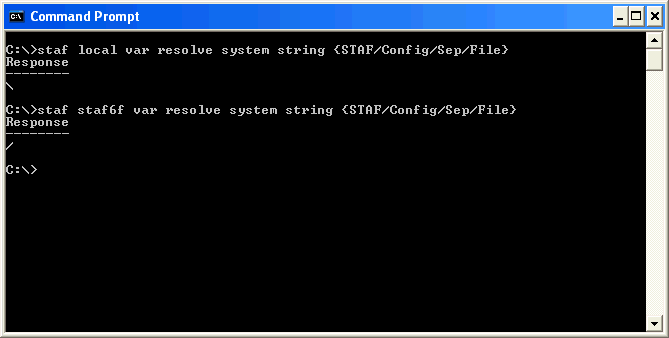 Command Prompt
C:\>staf local var resolve system string {STAF/Config/Sep/File}
Response
--------
\
C:\>staf staf6f var resolve system string {STAF/Config/Sep/File}
Response
--------
/
C:\>